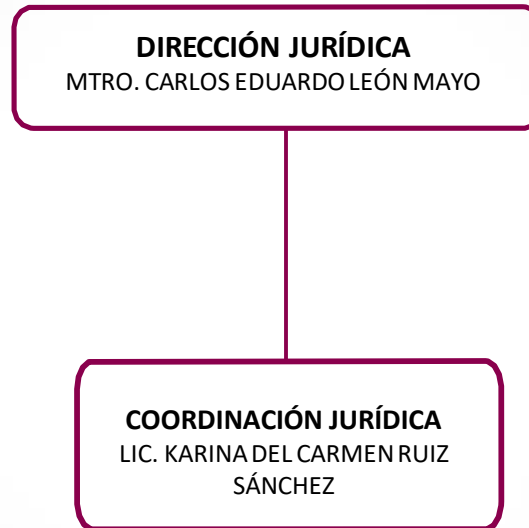 DIRECCIÓN JURÍDICA
MTRO. CARLOS EDUARDO LEÓN MAYO
COORDINACIÓN JURÍDICA
LIC. KARINA DEL CARMEN RUIZ
SÁNCHEZ